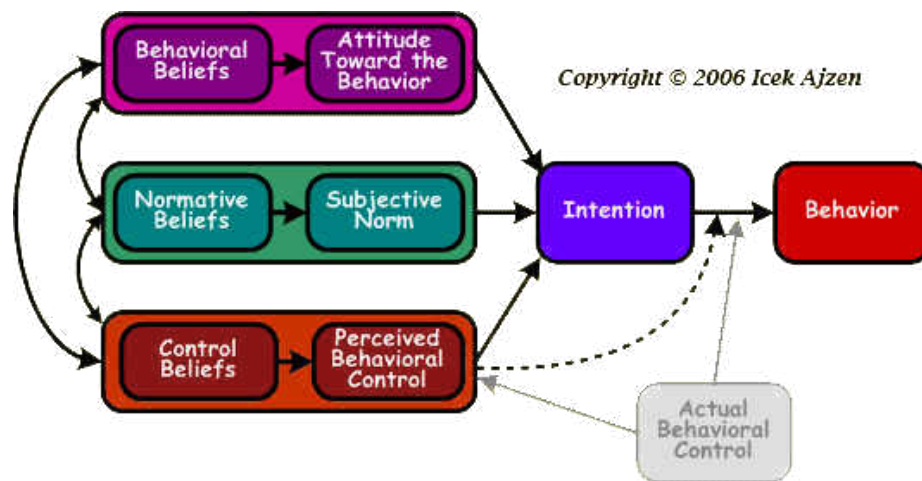 Behavioral
Beliefs
Attitude
Toward the
Behavior
Copyright © 2006 Icek Ajzen
Normative
Beliefs
Subjective
Norm
Intention
Behavior
Control
Beliefs
Perceived
Behavioral
Control
Actual
Behavioral
Control